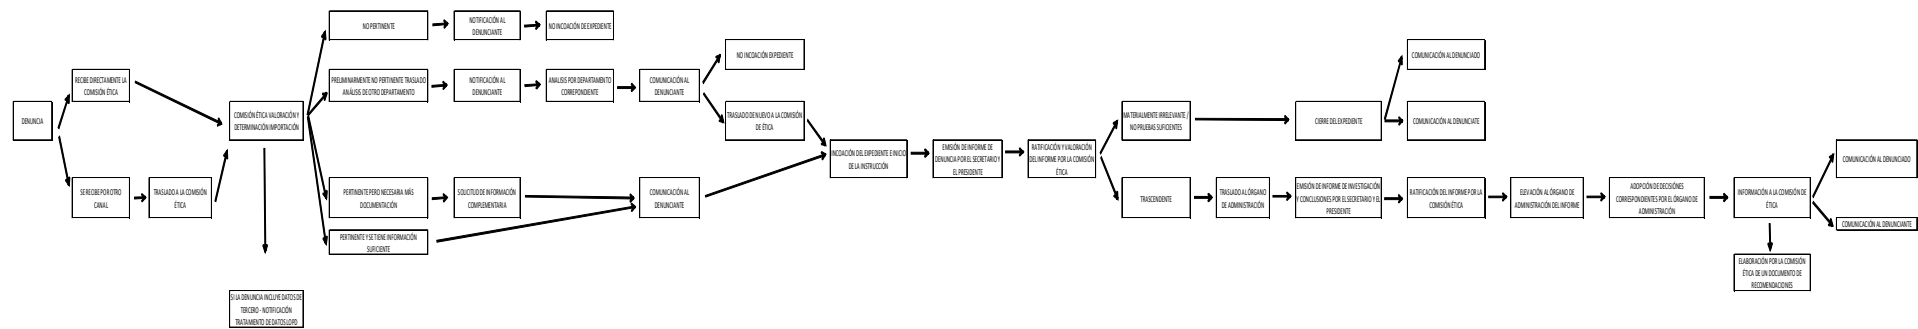 DENUNCIA
RECIBE DIRECTAMENTE LA
COMISIÓN ÉTICA
SE RECIBE POR OTRO
CANAL
TRASLADO A LA COMISIÓN
ÉTICA
COMISIÓN ÉTICA VALORACIÓN Y
DETERMINACIÓN IMPORTACIÓN
SI LA DENUNCIA INCLUYE DATOS DE
TERCERO - NOTIFICACIÓN
TRATAMIENTO DE DATOS LOPD
NO PERTINENTE
NOTIFICACIÓN AL
DENUNCIANTE
NO INCOACIÓN DE EXPEDIENTE
PRELIMINARMENTE NO PERTINENTE TRASLADO
ANÁLISIS DE OTRO DEPARTAMENTO
NOTIFICACIÓN AL
DENUNCIANTE
ANALISIS POR DEPARTAMENTO
CORREPONDIENTE
COMUNICACIÓN AL
DENUNCIANTE
NO INCOACIÓN EXPEDIENTE
TRASLADO DE NUEVO A LA COMISIÓN
DE ÉTICA
PERTINENTE PERO NECESARIA MÁS
DOCUMENTACIÓN
SOLICITUD DE INFORMACIÓN
COMPLEMENTARIA
COMUNICACIÓN AL
DENUNCIANTE
PERTINENTE Y SE TIENE INFORMACIÓN
SUFICIENTE
INCOACIÓN DEL EXPEDIENTE E INICIO
DE LA INSTRUCCIÓN
EMISIÓN DE INFORME DE
DENUNCIA POR EL SECRETARIO Y
EL PRESIDENTE
RATIFICACIÓN Y VALORACIÓN
DEL INFORME POR LA COMISIÓN
ÉTICA
MATERIALMENTE IRRELEVANTE /
NO PRUEBAS SUFICIENTES
CIERRE DEL EXPEDIENTE
COMUNICACIÓN AL DENUNCIADO
COMUNICACIÓN AL DENUNCIATE
TRASCENDENTE
TRASLADO AL ÓRGANO
DE ADMINISTRACIÓN
EMISIÓN DE INFORME DE INVESTIGACIÓN
Y CONCLUSIONES POR EL SECRETARIO Y EL
PRESIDENTE
RATIFICACIÓN DEL INFORME POR LA
COMISIÓN ÉTICA
ELEVACIÓN AL ÓRGANO DE
ADMINISTRACIÓN DEL INFORME
ADOPCIÓN DE DECISIÓNES
CORRESPONDIENTES POR EL ÓRGANO DE
ADMINISTRACIÓN
INFORMACIÓN A LA COMISIÓN DE
ÉTICA
COMUNICACIÓN AL DENUNCIADO
COMUNICACIÓN AL DENUNCIANTE
ELABORACIÓN POR LA COMISIÓN
ÉTICA DE UN DOCUMENTO DE
RECOMENDACIONES